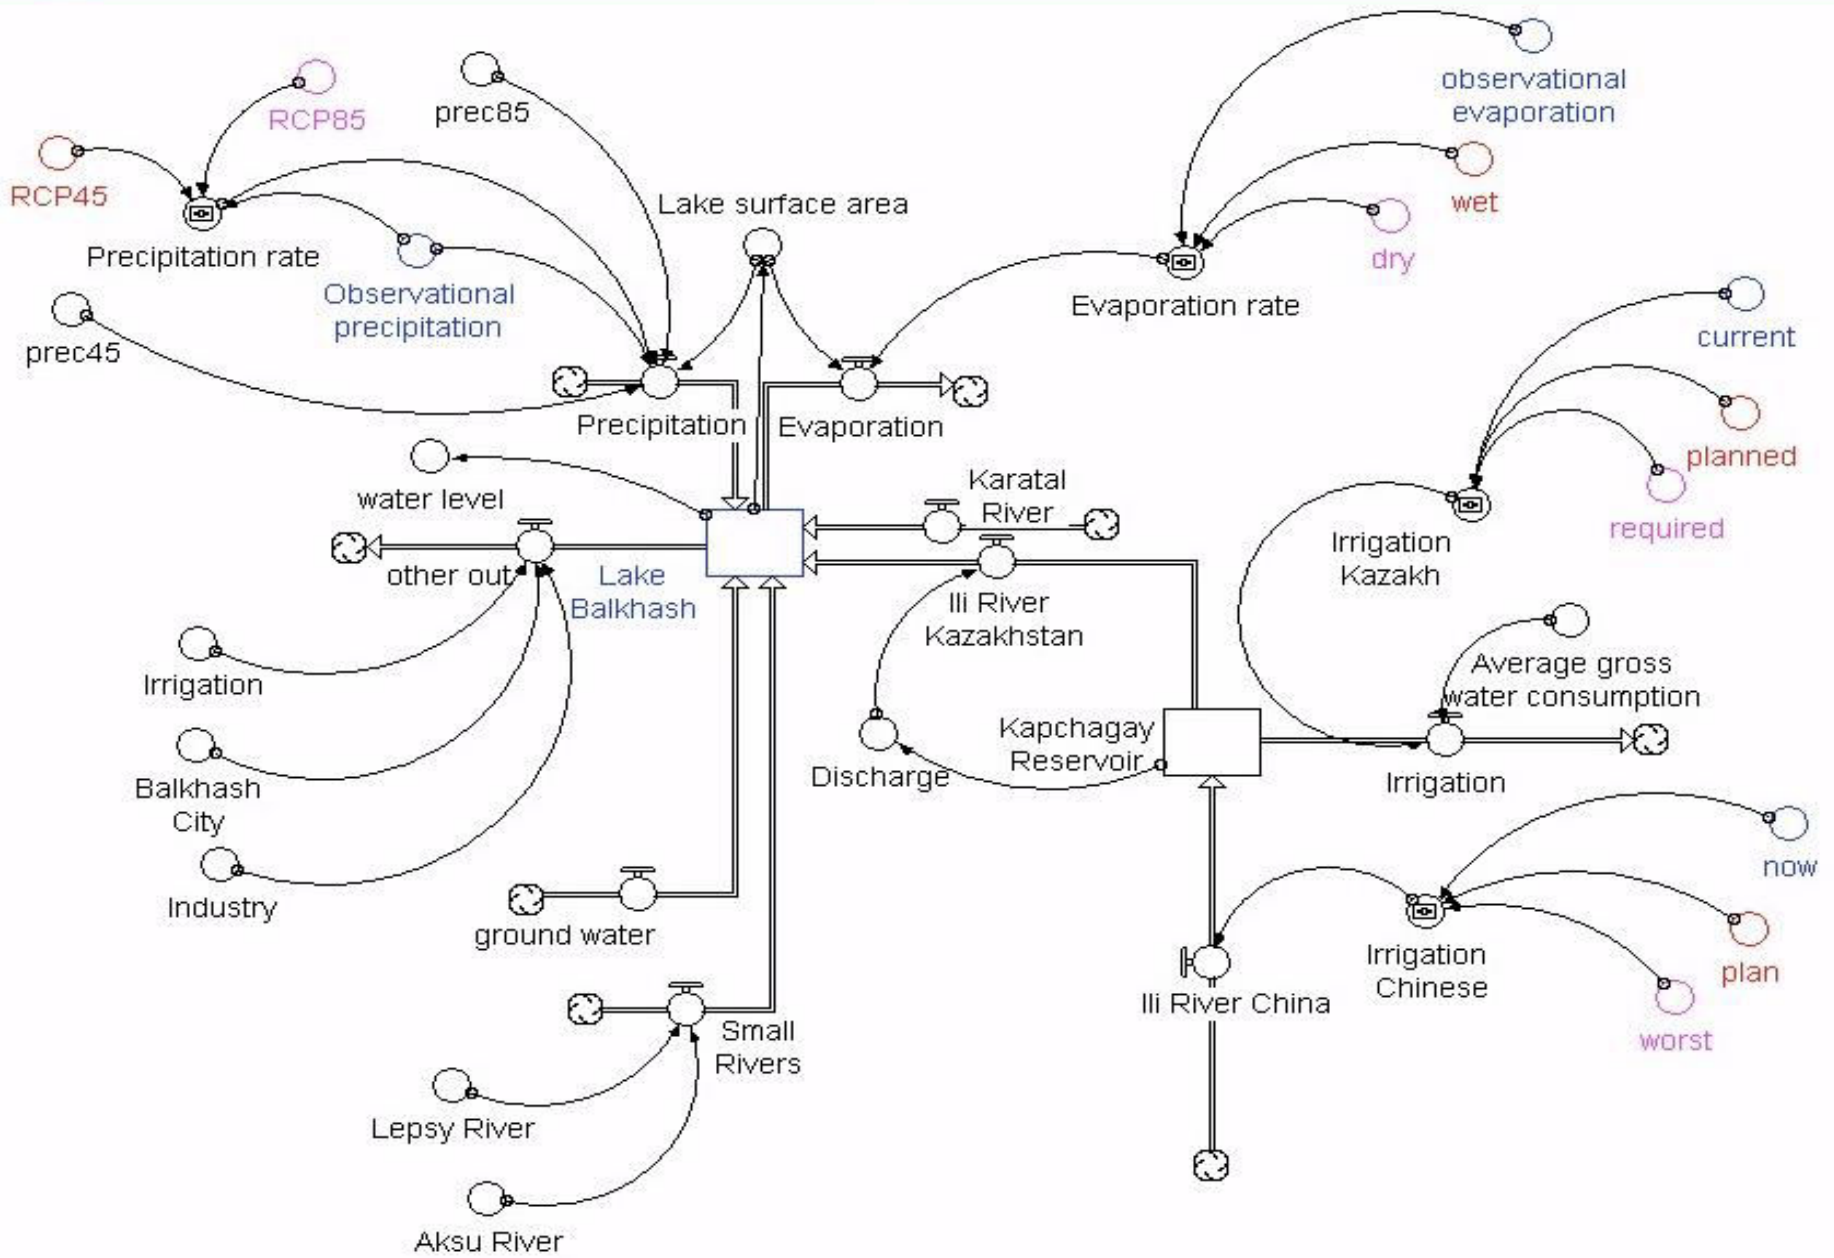 observational
evaporation
RCP85
prec85
RCP45
wet
Lake surface area
Precipitation rate
dry
Observational
precipitation
Evaporation rate
current
prec45
Precipitation
Evaporation
planned
water level
Karatal
River
required
Irrigation
Kazakh
other out
Lake
Balkhash
Ili River
Kazakhstan
Average gross
water consumption
Irrigation
Kapchagay
Reservoir
Discharge
Irrigation
Balkhash
City
now
Industry
ground water
Irrigation
Chinese
plan
Ili River China
worst
Small
Rivers
Lepsy River
Aksu River